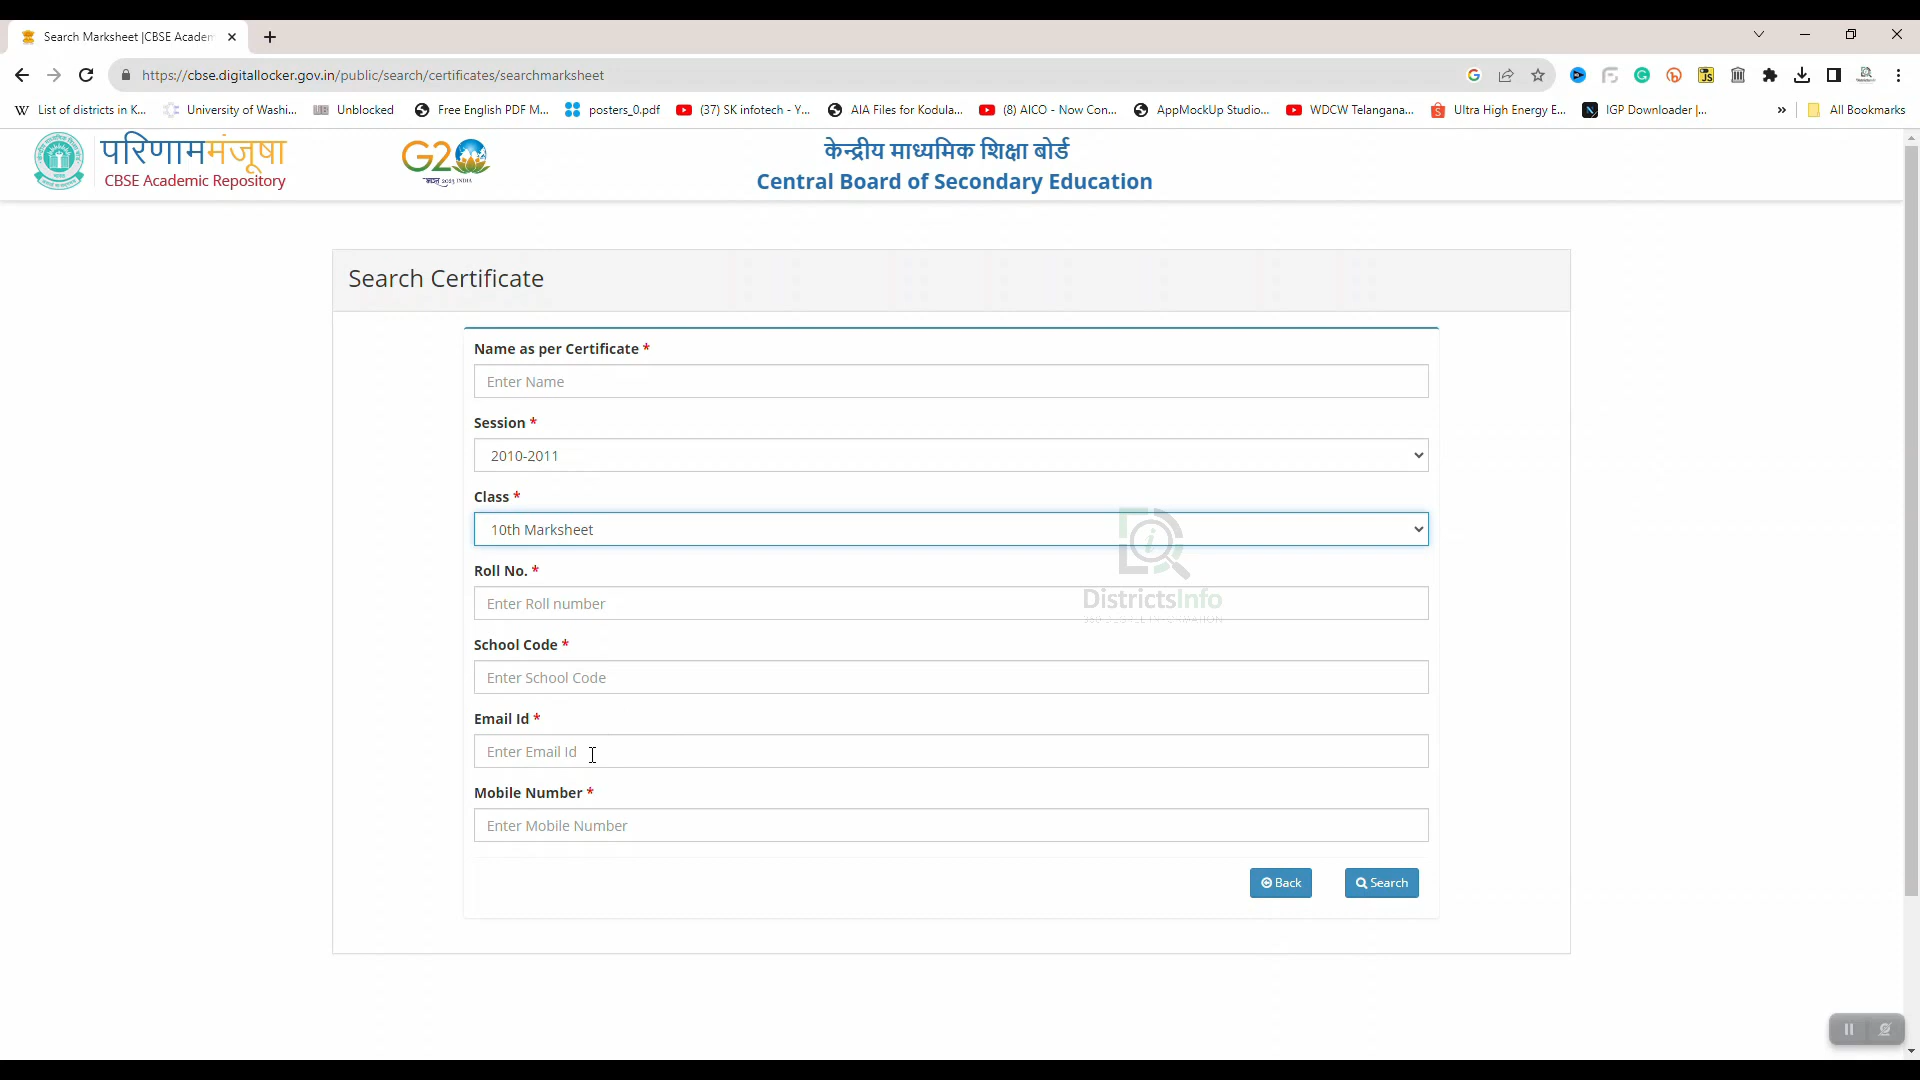 Search Marksheet |CBSE Academ
https://cbse.digitallocker.gov.in/public/search/certificates/searchmarksheet
List of districts in K...
University of Washi...
Unblocked
Free English PDF M...
posters_0.pdf
(37) SK infotech - Y...
AIA Files for Kodula...
(8) AICO - Now Con...
AppMockUp Studio...
WDCW Telangana...
Ultra High Energy E...
IGP Downloader |...
»
All Bookmarks
परिणाममंजूषा
CBSE Academic Repository
G20
केन्द्रीय माध्यमिक शिक्षा बोर्ड
Central Board of Secondary Education
Search Certificate
Name as per Certificate *
Enter Name
Session *
2010-2011
Class *
10th Marksheet
Roll No. *
Enter Roll number
School Code *
Enter School Code
DistrictsInfo
Email Id *
Enter Email Id
Mobile Number *
Enter Mobile Number
Back
Search